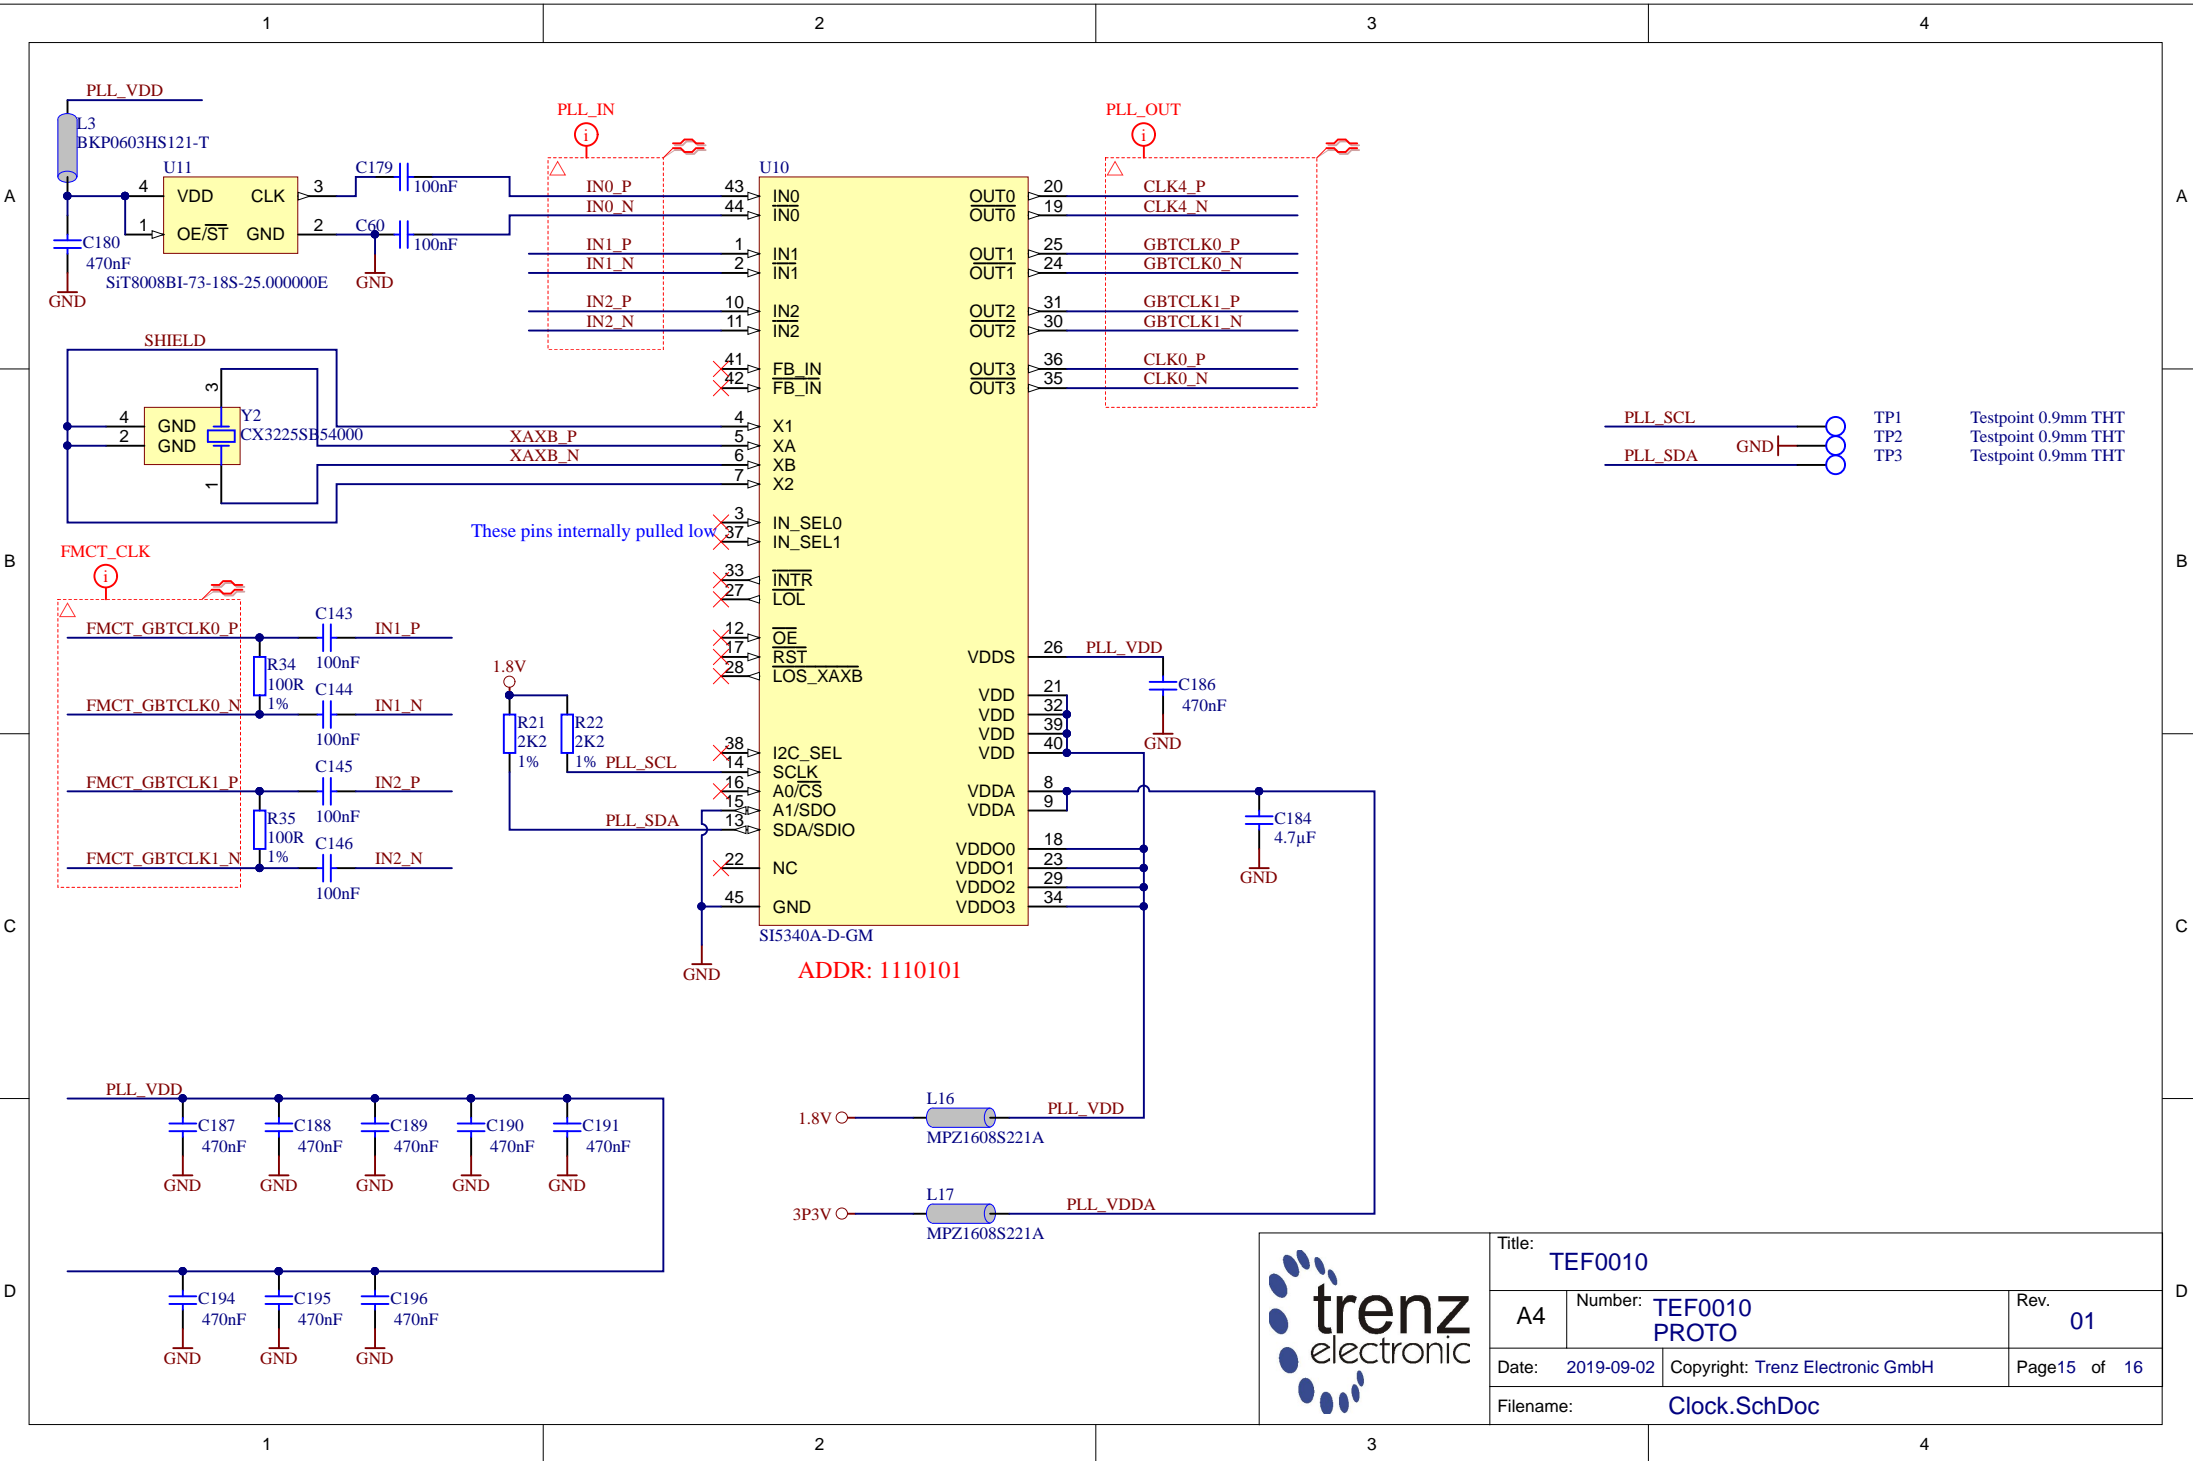 1 2 3 4
PLL_VDD
L3
BKP0603HS121-T
U11
4 VDD CLK 3
1 OE/ST GND 2
C180
470nF
SiT8008BI-73-18S-25.000000E
GND
C179
100nF
C60
100nF
GND
PLL_IN
i
IN0_P
IN0_N
IN1_P
IN1_N
IN2_P
IN2_N
SHIELD
3
4 GND
2 GND
1
Y2
CX3225SB54000
XAXB_P
XAXB_N
These pins internally pulled low
FMCT_CLK
i
FMCT_GBTCLK0_P
FMCT_GBTCLK0_N
FMCT_GBTCLK1_P
FMCT_GBTCLK1_N
R34
100R
1%
R35
100R
1%
C143
100nF
IN1_P
C144
100nF
IN1_N
C145
100nF
IN2_P
C146
100nF
IN2_N
1.8V
R21
2K2
1%
R22
2K2
1%
PLL_SCL
PLL_SDA
GND
U10
43 IN0
44 IN0
1 IN1
2 IN1
10 IN2
11 IN2
41 FB_IN
42 FB_IN
4 X1
5 XA
6 XB
7 X2
3 IN_SEL0
37 IN_SEL1
33 INTR
27 LOL
12 OE
17 RST
28 LOS_XAXB
38 I2C_SEL
14 SCLK
16 A0/CS
15 A1/SDO
13 SDA/SDIO
22 NC
45 GND
OUT0 20
OUT0 19
OUT1 25
OUT1 24
OUT2 31
OUT2 30
OUT3 36
OUT3 35
VDDS 26
VDD 21
VDD 32
VDD 39
VDD 40
VDDA 8
VDDA 9
VDDO0 18
VDDO1 23
VDDO2 29
VDDO3 34
SI5340A-D-GM
ADDR: 1110101
PLL_OUT
i
CLK4_P
CLK4_N
GBTCLK0_P
GBTCLK0_N
GBTCLK1_P
GBTCLK1_N
CLK0_P
CLK0_N
PLL_VDD
C186
470nF
GND
C184
4.7µF
GND
PLL_SCL
GND
PLL_SDA
TP1 Testpoint 0.9mm THT
TP2 Testpoint 0.9mm THT
TP3 Testpoint 0.9mm THT
1.8V
L16
MPZ1608S221A
PLL_VDD
3P3V
L17
MPZ1608S221A
PLL_VDDA
PLL_VDD
C187 C188 C189 C190 C191
470nF 470nF 470nF 470nF 470nF
GND GND GND GND GND
C194 C195 C196
470nF 470nF 470nF
GND GND GND
A A
B B
C C
D D
trenz
electronic
Title:
TEF0010
A4
Number: TEF0010
PROTO
Rev.
01
Date: 2019-09-02 Copyright: Trenz Electronic GmbH Page15 of 16
Filename: Clock.SchDoc
1 2 3 4